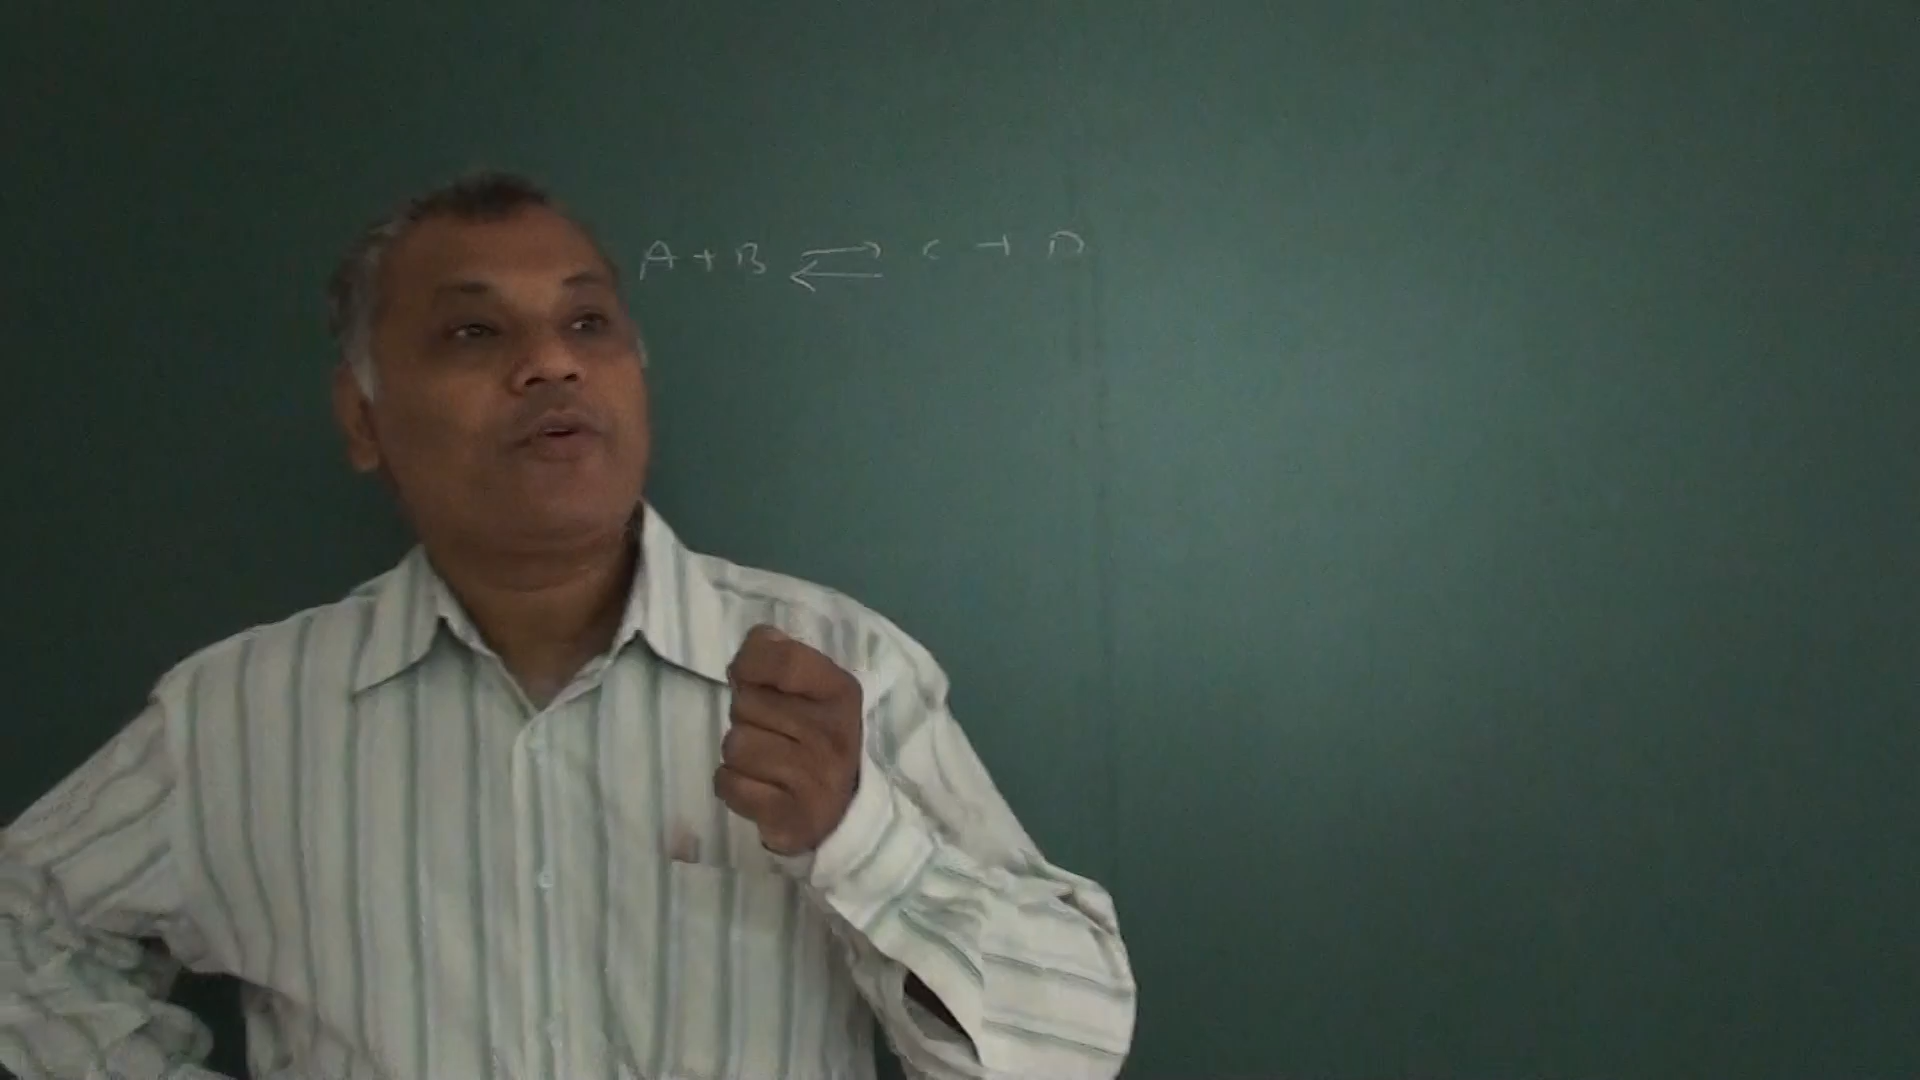 A + B ⇌ C + D